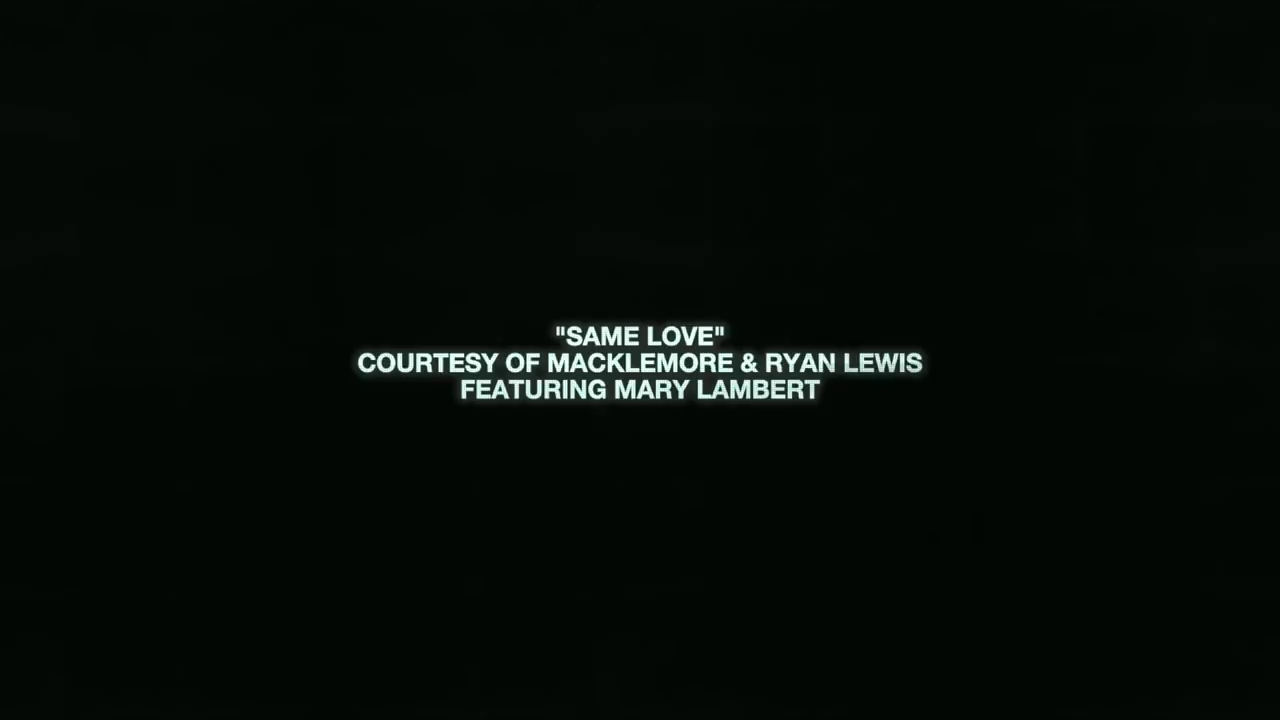 "SAME LOVE"
COURTESY OF MACKLEMORE & RYAN LEWIS
FEATURING MARY LAMBERT